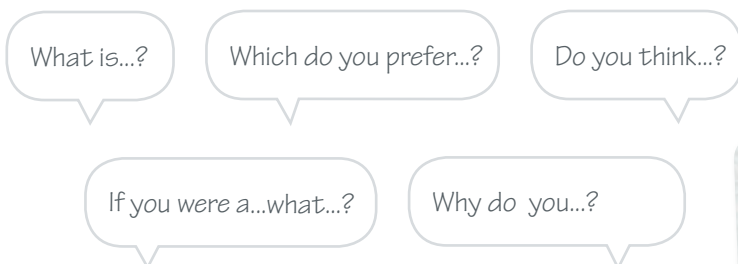 What is...?
Which do you prefer...?
Do you think...?
If you were a...what...?
Why do you...?